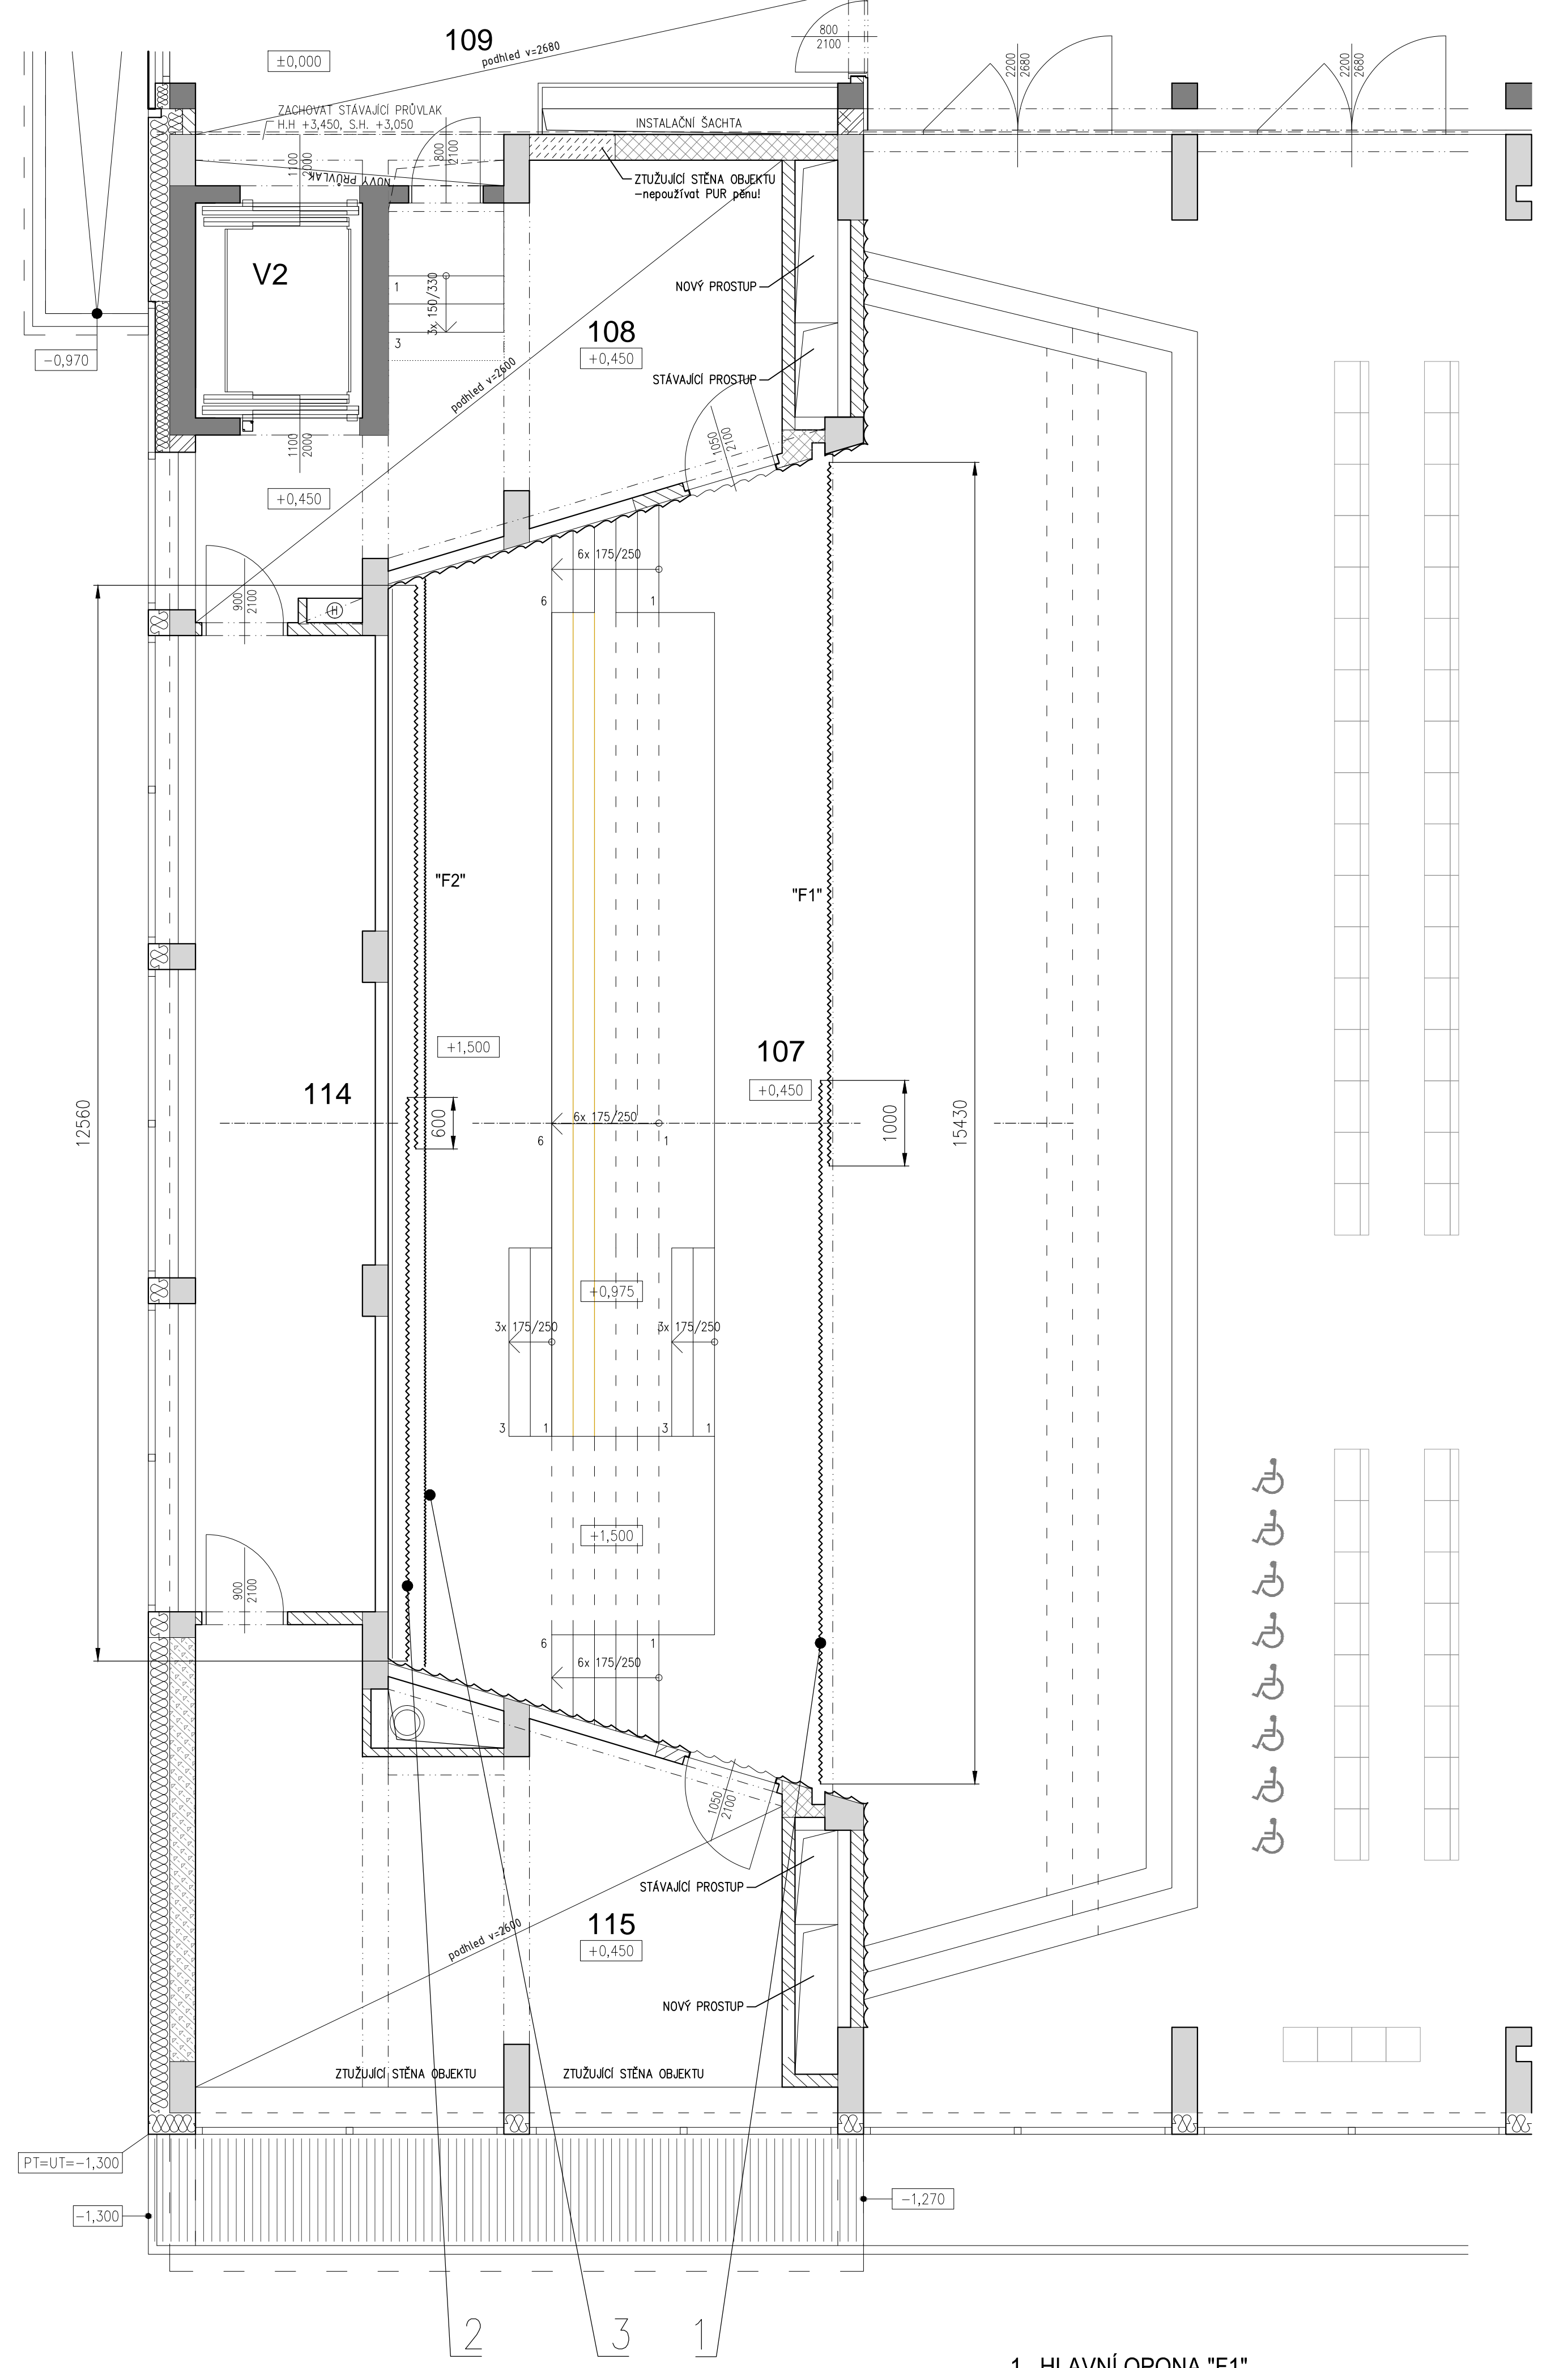 109
podhled v=2680
800
2100
±0,000
ZACHOVAT STÁVAJÍCÍ PRŮVLAK
H.H +3,450, S.H. +3,050
2200
2680
2200
2680
INSTALAČNÍ ŠACHTA
1100
2000
NOVÝ PRŮVLAK
800
2100
ZTUŽUJÍCÍ STĚNA OBJEKTU
-nepoužívat PUR pěnu!
V2
1
3x 150/330
3
NOVÝ PROSTUP
108
+0,450
-0,970
podhled v=2600
STÁVAJÍCÍ PROSTUP
1100
2000
1050
2100
+0,450
6x 175/250
6
1
900
2100
H
"F2"
"F1"
+1,500
107
+0,450
114
12560
600
6x 175/250
6
1
1000
15430
+0,975
3x 175/250
3x 175/250
3
1
3
1
+1,500
900
2100
6
1
6x 175/250
1050
2100
STÁVAJÍCÍ PROSTUP
115
+0,450
podhled v=2600
NOVÝ PROSTUP
ZTUŽUJÍCÍ STĚNA OBJEKTU
ZTUŽUJÍCÍ STĚNA OBJEKTU
PT=UT=-1,300
-1,300
-1,270
2
3
1
1 HLAVNÍ OPONA "F1"